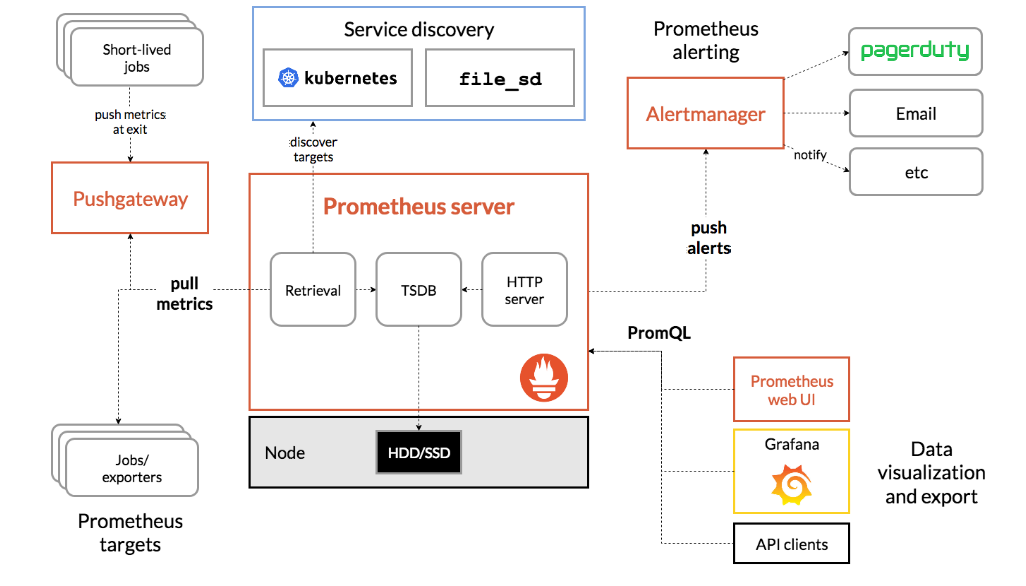 Short-lived
jobs
push metrics
at exit
Pushgateway
Service discovery
kubernetes
file_sd
discover
targets
Prometheus
alerting
Alertmanager
pagerduty
Email
notify
etc
Prometheus server
Retrieval
TSDB
HTTP
server
pull
metrics
push
alerts
PromQL
Node
HDD/SSD
Jobs/
exporters
Prometheus
targets
Prometheus
web UI
Grafana
API clients
Data
visualization
and export